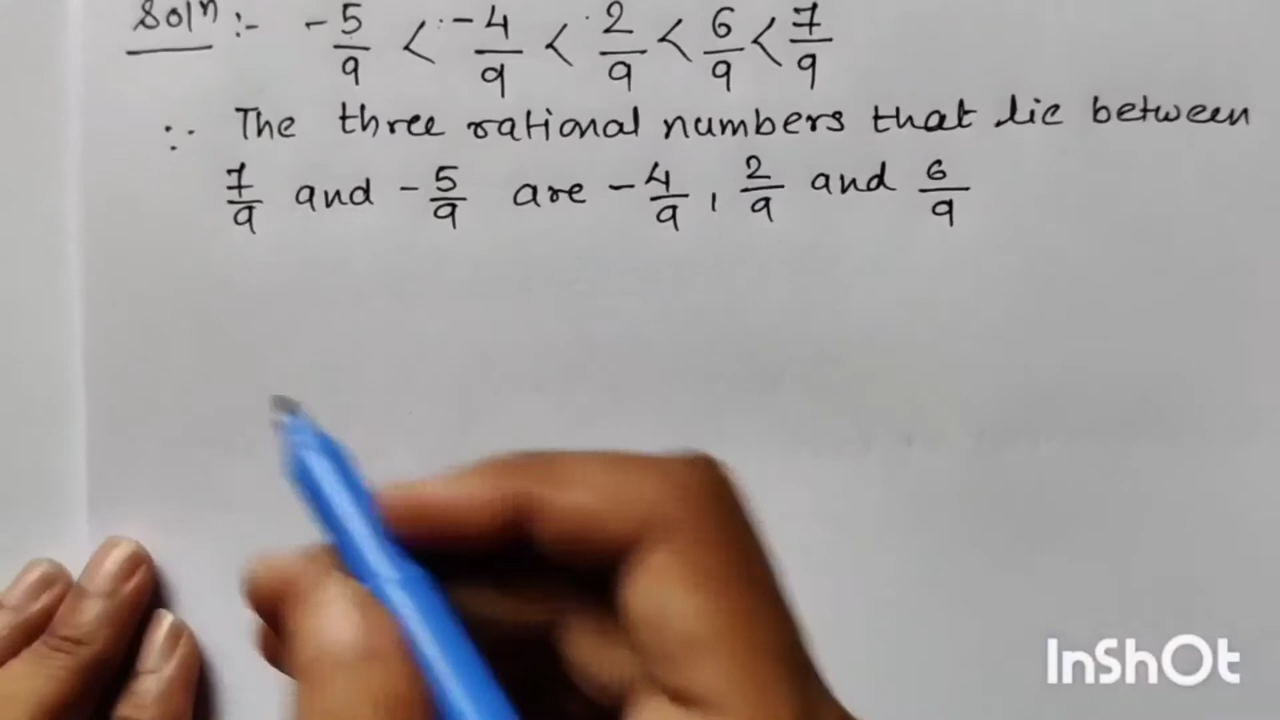 Soln :- -5/9 < -4/9 < 2/9 < 6/9 < 7/9
∴ The three rational numbers that lie between
7/9 and -5/9 are -4/9, 2/9 and 6/9
InShOt